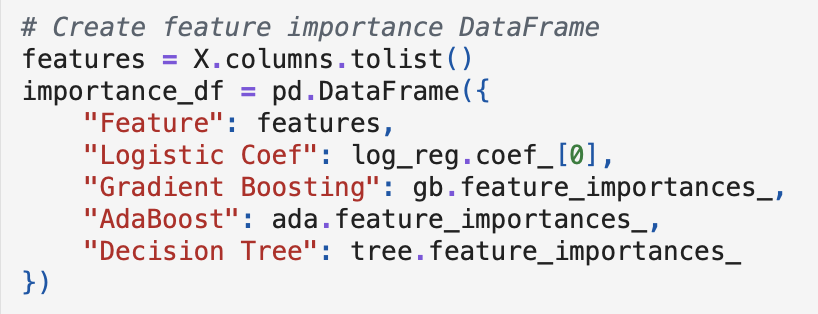 # Create feature importance DataFrame
features = X.columns.tolist()
importance_df = pd.DataFrame({
    "Feature": features,
    "Logistic Coef": log_reg.coef_[0],
    "Gradient Boosting": gb.feature_importances_,
    "AdaBoost": ada.feature_importances_,
    "Decision Tree": tree.feature_importances_
})